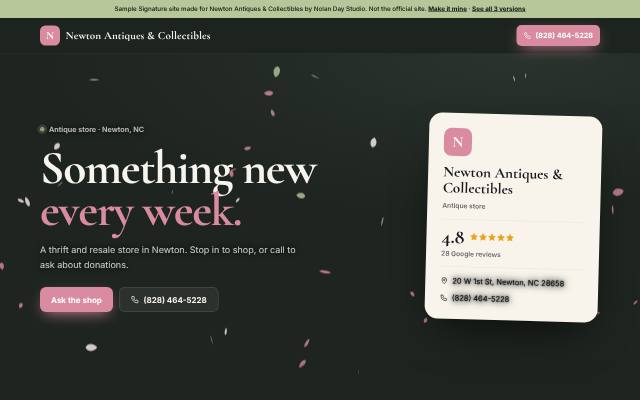 Sample Signature site made for Newton Antiques & Collectibles by Nolan Day Studio. Not the official site. Make it mine · See all 3 versions
N Newton Antiques & Collectibles
(828) 464-5228
Antique store · Newton, NC
Something new
every week.
A thrift and resale store in Newton. Stop in to shop, or call to
ask about donations.
Ask the shop
(828) 464-5228
N
Newton Antiques &
Collectibles
Antique store
4.8 ★★★★★
28 Google reviews
20 W 1st St, Newton, NC 28658
(828) 464-5228